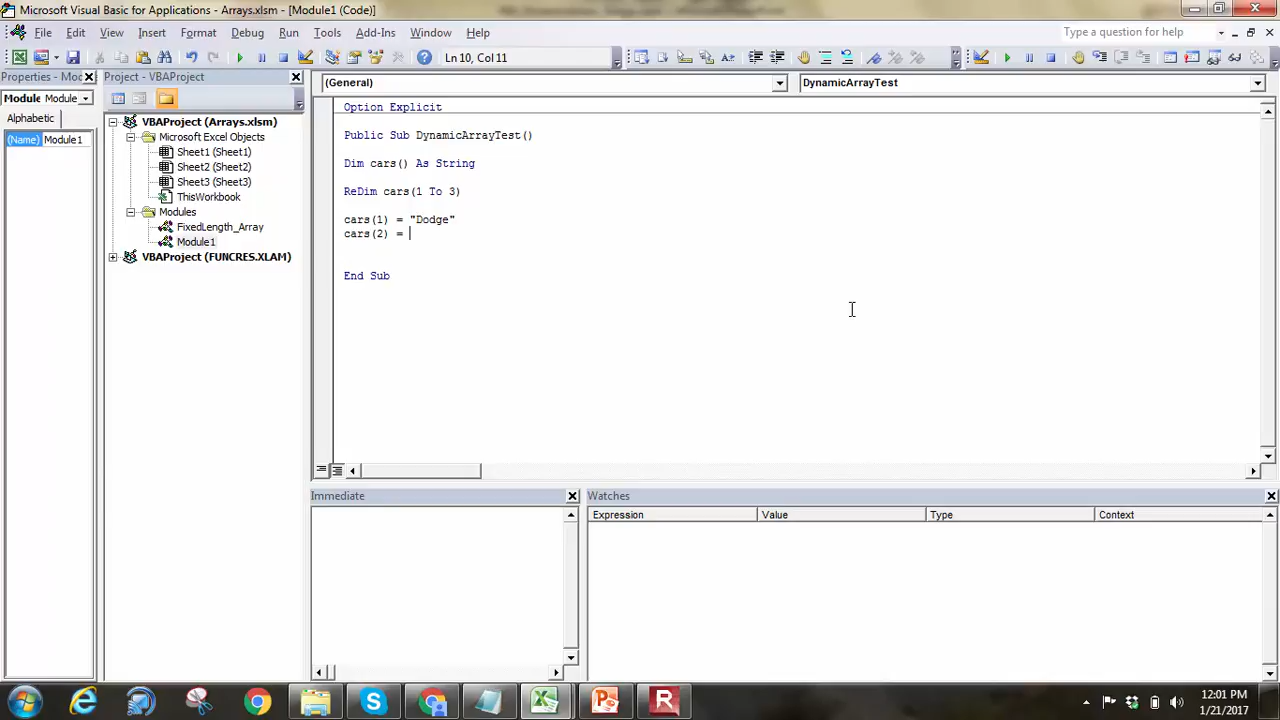 Microsoft Visual Basic for Applications - Arrays.xlsm - [Module1 (Code)]
File Edit View Insert Format Debug Run Tools Add-Ins Window Help
Type a question for help
Ln 10, Col 11
Properties - Mod
Project - VBAProject
Module Module
(General)
DynamicArrayTest
Alphabetic
(Name) Module1
VBAProject (Arrays.xlsm)
Microsoft Excel Objects
Sheet1 (Sheet1)
Sheet2 (Sheet2)
Sheet3 (Sheet3)
ThisWorkbook
Modules
FixedLength_Array
Module1
VBAProject (FUNCRES.XLAM)
Option Explicit
Public Sub DynamicArrayTest()
Dim cars() As String
ReDim cars(1 To 3)
cars(1) = "Dodge"
cars(2) =
End Sub
Immediate
Watches
Expression Value Type Context
12:01 PM
1/21/2017